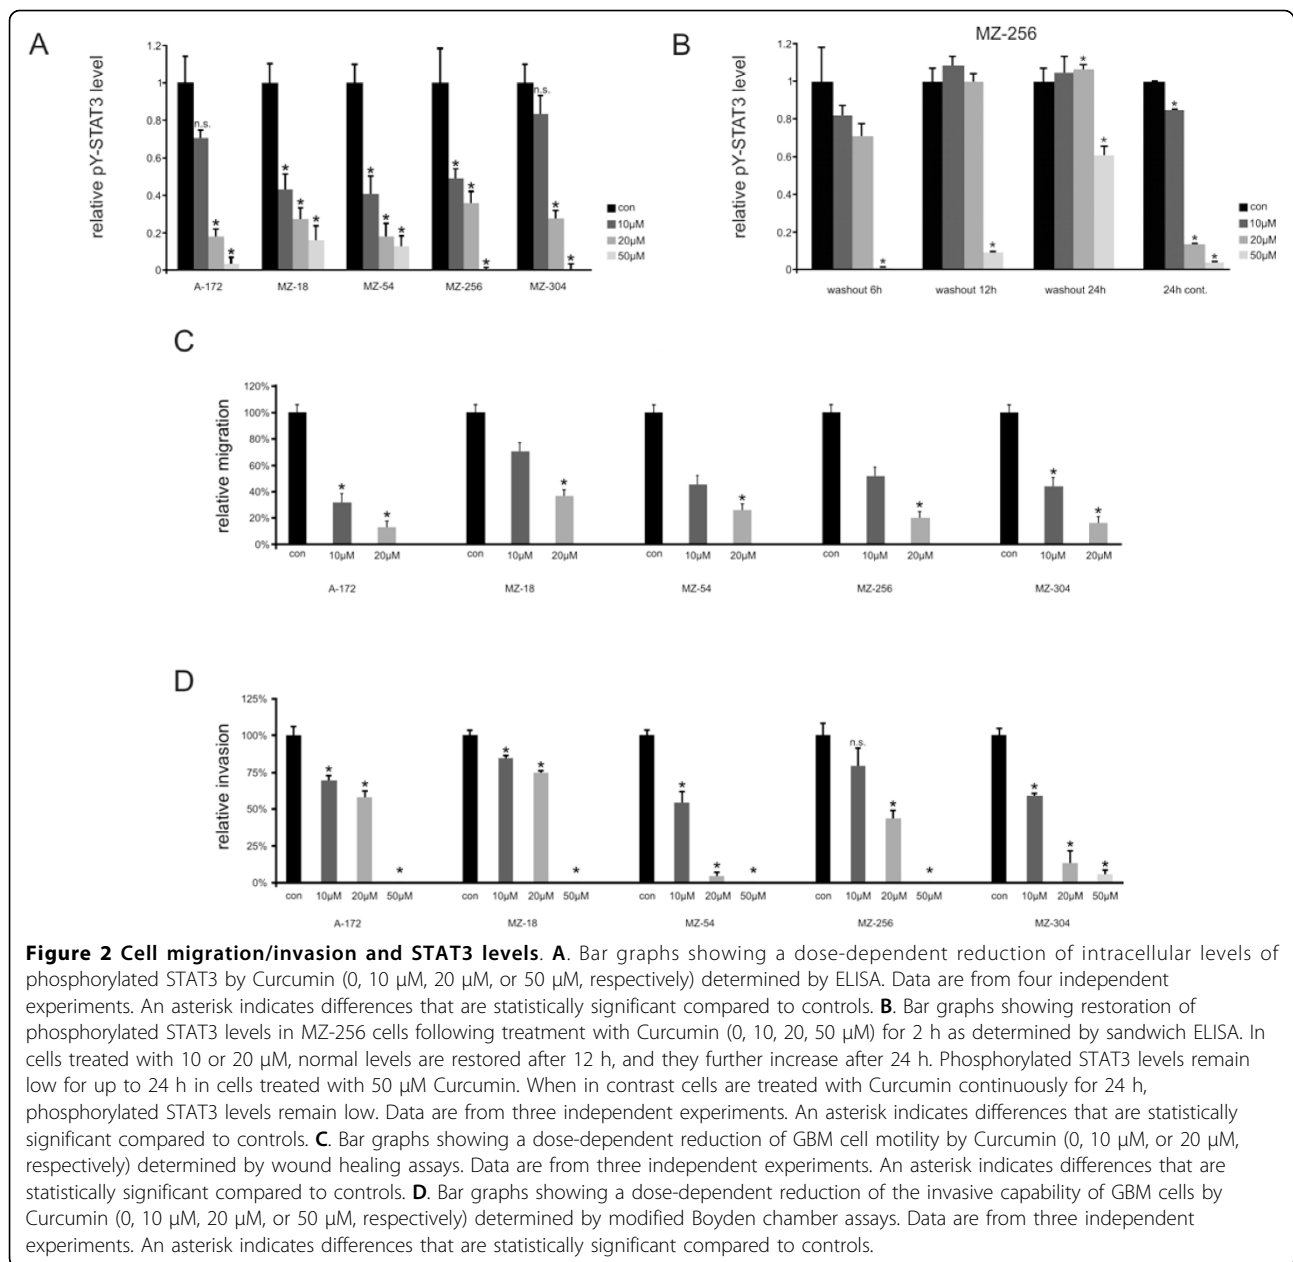 A
relative pY-STAT3 level
1.2
1
0.8
0.6
0.4
0.2
0
n.s.
*
*
*
*
*
*
*
*
*
*
*
n.s.
*
*
A-172
MZ-18
MZ-54
MZ-256
MZ-304
con
10µM
20µM
50µM
B
MZ-256
relative pY-STAT3 level
1.2
1
0.8
0.6
0.4
0.2
0
*
*
*
*
*
*
washout 6h
washout 12h
washout 24h
24h cont.
con
10µM
20µM
50µM
C
relative migration
120%
100%
80%
60%
40%
20%
0%
*
*
*
*
*
*
*
con 10µM 20µM con 10µM 20µM con 10µM 20µM con 10µM 20µM con 10µM 20µM
A-172 MZ-18 MZ-54 MZ-256 MZ-304
D
relative invasion
125%
100%
75%
50%
25%
0%
*
*
*
*
*
*
*
*
*
n.s.
*
*
*
*
*
con 10µM 20µM 50µM con 10µM 20µM 50µM con 10µM 20µM 50µM con 10µM 20µM 50µM con 10µM 20µM 50µM
A-172 MZ-18 MZ-54 MZ-256 MZ-304
Figure 2 Cell migration/invasion and STAT3 levels. A. Bar graphs showing a dose-dependent reduction of intracellular levels of
phosphorylated STAT3 by Curcumin (0, 10 µM, 20 µM, or 50 µM, respectively) determined by ELISA. Data are from four independent
experiments. An asterisk indicates differences that are statistically significant compared to controls. B. Bar graphs showing restoration of
phosphorylated STAT3 levels in MZ-256 cells following treatment with Curcumin (0, 10, 20, 50 µM) for 2 h as determined by sandwich ELISA. In
cells treated with 10 or 20 µM, normal levels are restored after 12 h, and they further increase after 24 h. Phosphorylated STAT3 levels remain
low for up to 24 h in cells treated with 50 µM Curcumin. When in contrast cells are treated with Curcumin continuously for 24 h,
phosphorylated STAT3 levels remain low. Data are from three independent experiments. An asterisk indicates differences that are statistically
significant compared to controls. C. Bar graphs showing a dose-dependent reduction of GBM cell motility by Curcumin (0, 10 µM, or 20 µM,
respectively) determined by wound healing assays. Data are from three independent experiments. An asterisk indicates differences that are
statistically significant compared to controls. D. Bar graphs showing a dose-dependent reduction of the invasive capability of GBM cells by
Curcumin (0, 10 µM, 20 µM, or 50 µM, respectively) determined by modified Boyden chamber assays. Data are from three independent
experiments. An asterisk indicates differences that are statistically significant compared to controls.